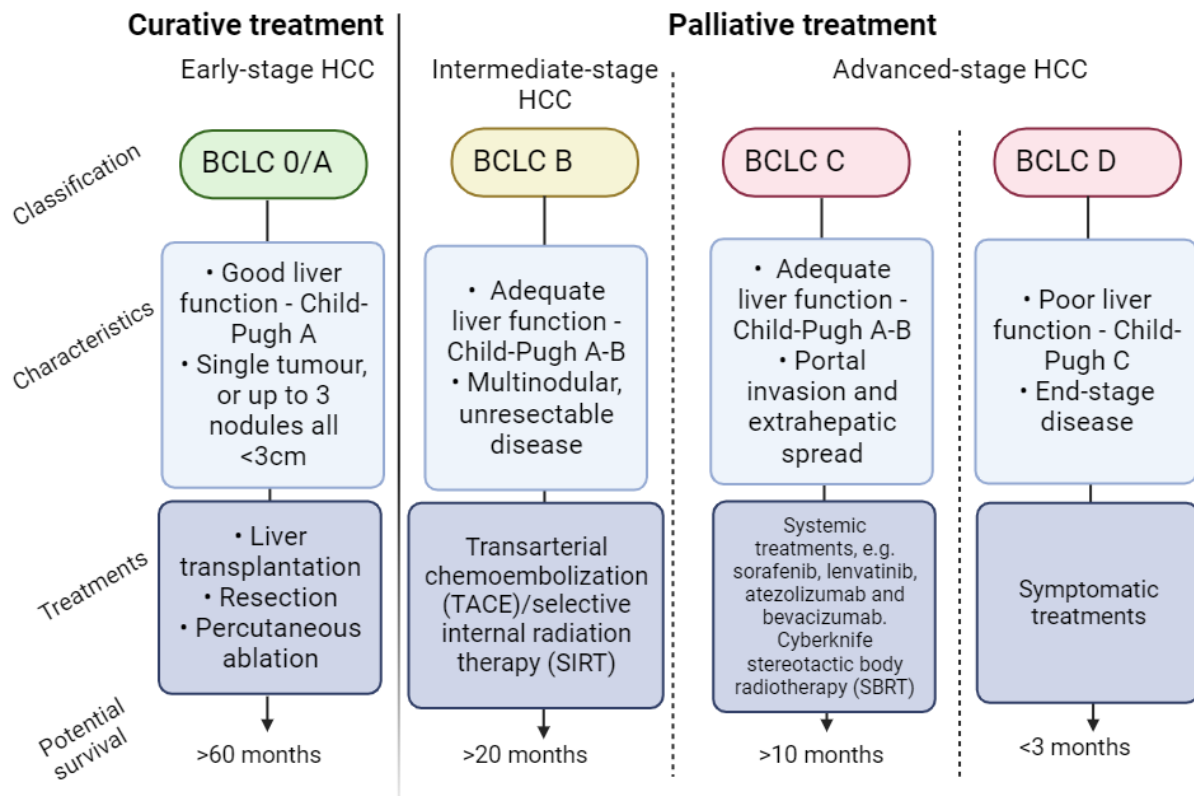 Curative treatment
Palliative treatment
Early-stage HCC
Intermediate-stage
HCC
Advanced-stage HCC
Classification
BCLC 0/A
BCLC B
BCLC C
BCLC D
Characteristics
• Good liver
function - Child-
Pugh A
• Single tumour,
or up to 3
nodules all
<3cm
• Adequate
liver function -
Child-Pugh A-B
• Multinodular,
unresectable
disease
• Adequate
liver function -
Child-Pugh A-B
• Portal
invasion and
extrahepatic
spread
• Poor liver
function - Child-
Pugh C
• End-stage
disease
Treatments
• Liver
transplantation
• Resection
• Percutaneous
ablation
Transarterial
chemoembolization
(TACE)/selective
internal radiation
therapy (SIRT)
Systemic
treatments, e.g.
sorafenib, lenvatinib,
atezolizumab and
bevacizumab.
Cyberknife
stereotactic body
radiotherapy (SBRT)
Symptomatic
treatments
Potential
survival
>60 months
>20 months
>10 months
<3 months